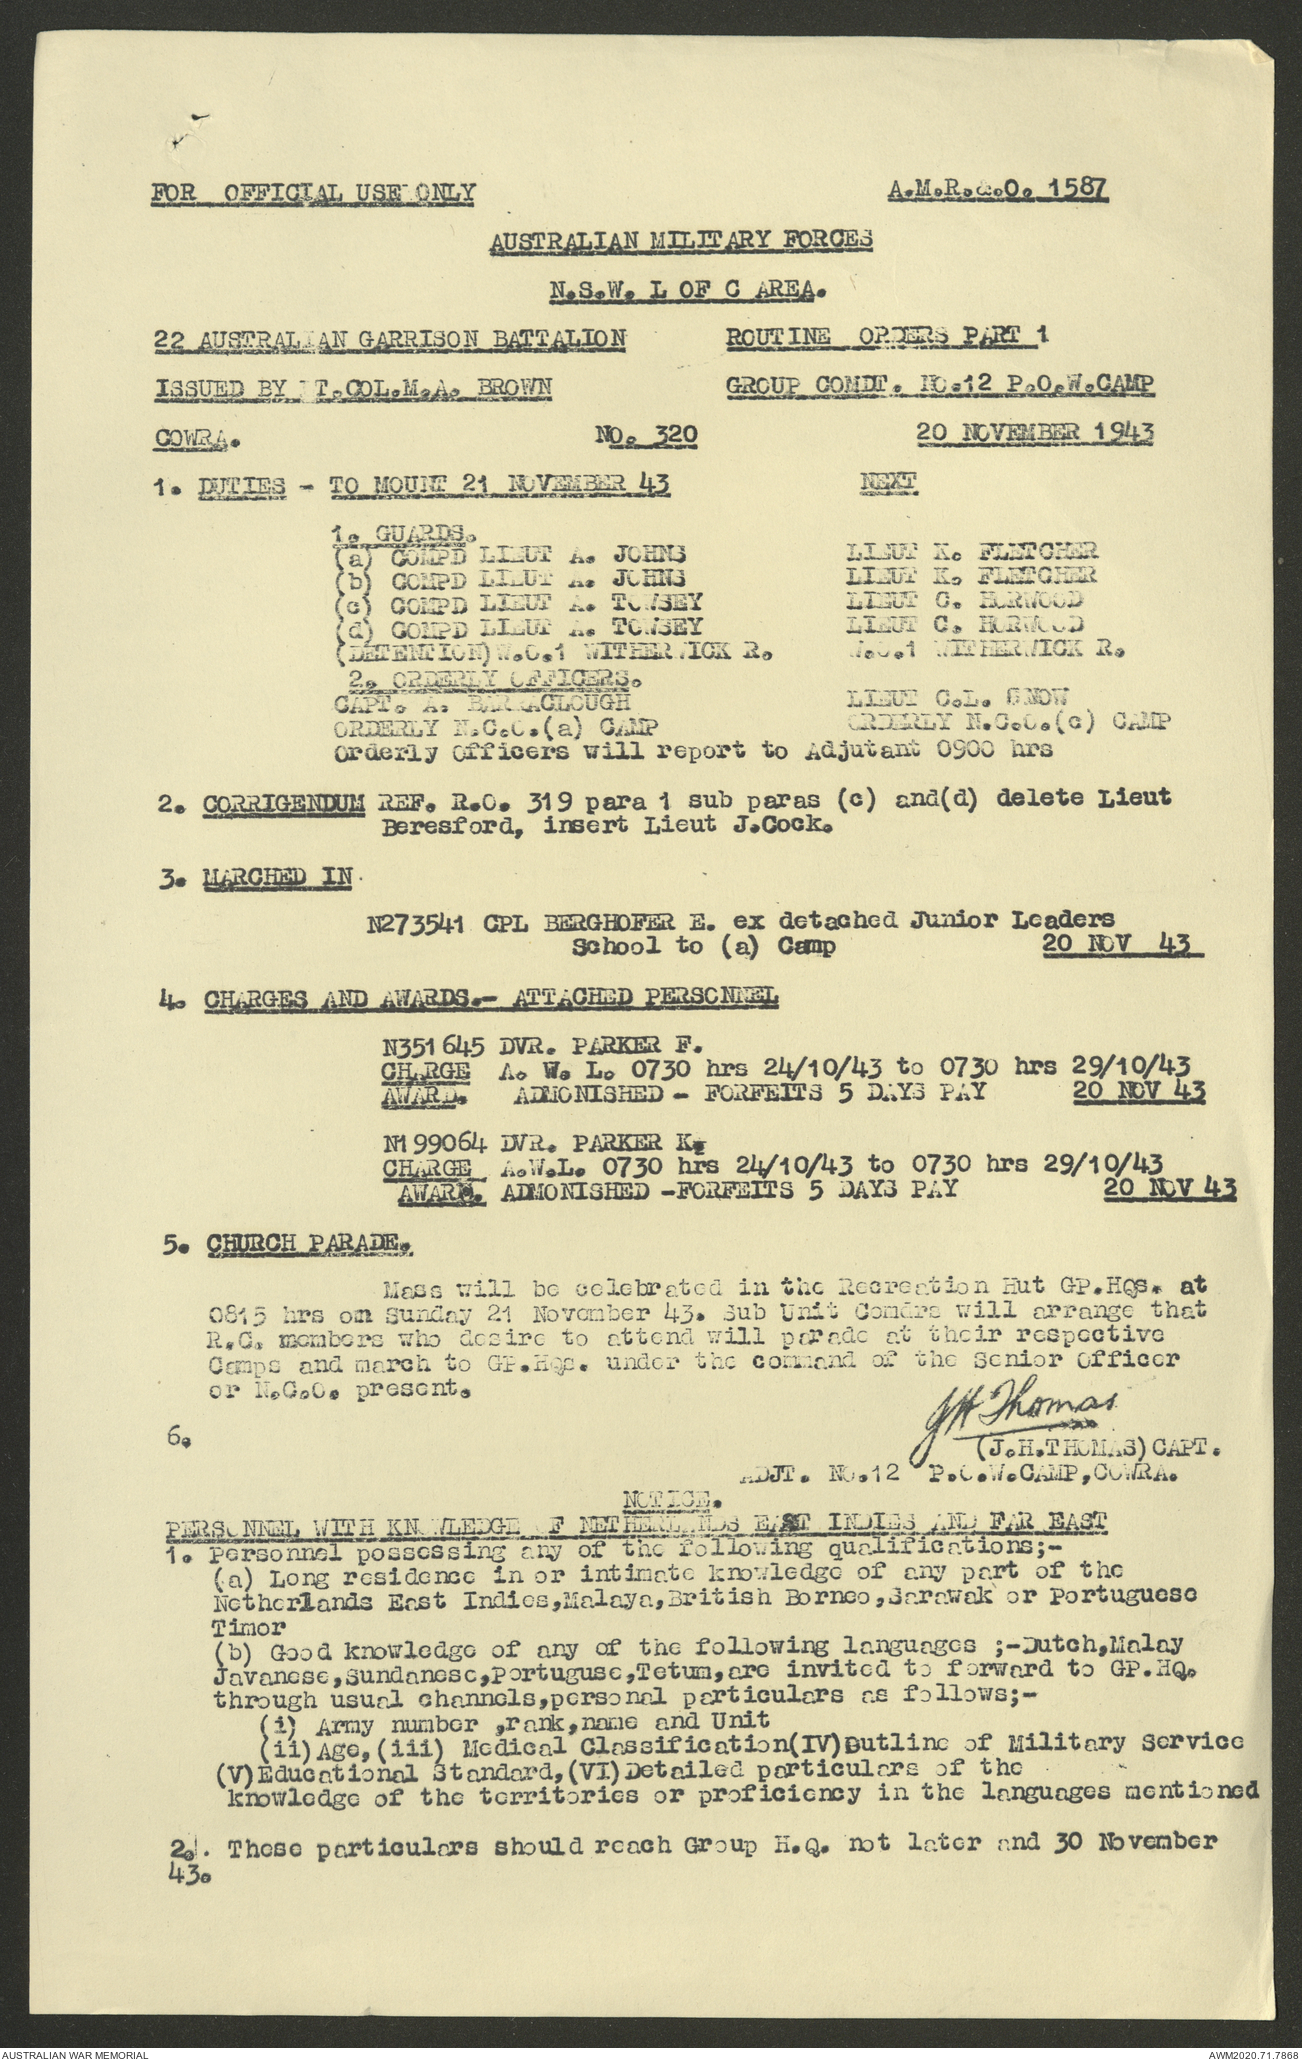 FOR OFFICIAL USE ONLY A.M.R.&.O. 1587
AUSTRALIAN MILITARY FORCES
N.S.W. L OF C AREA.
22 AUSTRALIAN GARRISON BATTALION ROUTINE ORDERS PART 1
ISSUED BY LT.COL.M.A. BROWN GROUP COMDT. NO.12 P.O.W.CAMP
COWRA. NO. 320 20 NOVEMBER 1943
1. DUTIES - TO MOUNT 21 NOVEMBER 43 NEXT
1. GUARDS.
(a) COMPD LIEUT A. JOHNS LIEUT K. FLETCHER
(b) COMPD LIEUT A. JOHNS LIEUT K. FLETCHER
(c) COMPD LIEUT A. TOWSEY LIEUT C. HORWOOD
(d) COMPD LIEUT A. TOWSEY LIEUT C. HORWOOD
(DETENTION)W.O.1 WITHERWICK R. W.O.1 WITHERWICK R.
2. ORDERLY OFFICERS.
CAPT. A. BARRACLOUGH LIEUT C.L. SNOW
ORDERLY N.C.O.(a) CAMP ORDERLY N.C.O.(c) CAMP
Orderly Officers will report to Adjutant 0900 hrs
2. CORRIGENDUM REF. R.O. 319 para 1 sub paras (c) and(d) delete Lieut
Beresford, insert Lieut J.Cock.
3. MARCHED IN.
N273541 CPL BERGHOFER E. ex detached Junior Leaders
School to (a) Camp 20 NOV 43
4. CHARGES AND AWARDS.- ATTACHED PERSONNEL
N351645 DVR. PARKER F.
CHARGE A. W. L. 0730 hrs 24/10/43 to 0730 hrs 29/10/43
AWARD. ADMONISHED - FORFEITS 5 DAYS PAY 20 NOV 43
N199064 DVR. PARKER K.
CHARGE A.W.L. 0730 hrs 24/10/43 to 0730 hrs 29/10/43
AWARD. ADMONISHED -FORFEITS 5 DAYS PAY 20 NOV 43
5. CHURCH PARADE.
Mass will be celebrated in the Recreation Hut GP.HQs. at
0815 hrs on Sunday 21 November 43. Sub Unit Comdrs will arrange that
R.C. members who desire to attend will parade at their respective
Camps and march to GP.HQs. under the command of the Senior Officer
or N.C.O. present.
JH Thomas
6. (J.H.THOMAS)CAPT.
ADJT. NO.12 P.O.W.CAMP,COWRA.
NOTICE.
PERSONNEL WITH KNOWLEDGE OF NETHERLANDS EAST INDIES AND FAR EAST
1. Personnel possessing any of the following qualifications;-
(a) Long residence in or intimate knowledge of any part of the
Netherlands East Indies,Malaya,British Borneo,Sarawak or Portuguese
Timor
(b) Good knowledge of any of the following languages ;-Dutch,Malay
Javanese,Sundanese,Portuguse,Tetum,are invited to forward to GP.HQ.
through usual channels,personal particulars as follows;-
(i) Army number ,rank,name and Unit
(ii)Age,(iii) Medical Classification(IV)Outline of Military Service
(V)Educational Standard,(VI)Detailed particulars of the
knowledge of the territories or proficiency in the languages mentioned
2. These particulars should reach Group H.Q. not later and 30 November
43.
AUSTRALIAN WAR MEMORIAL AWM2020.71.7868